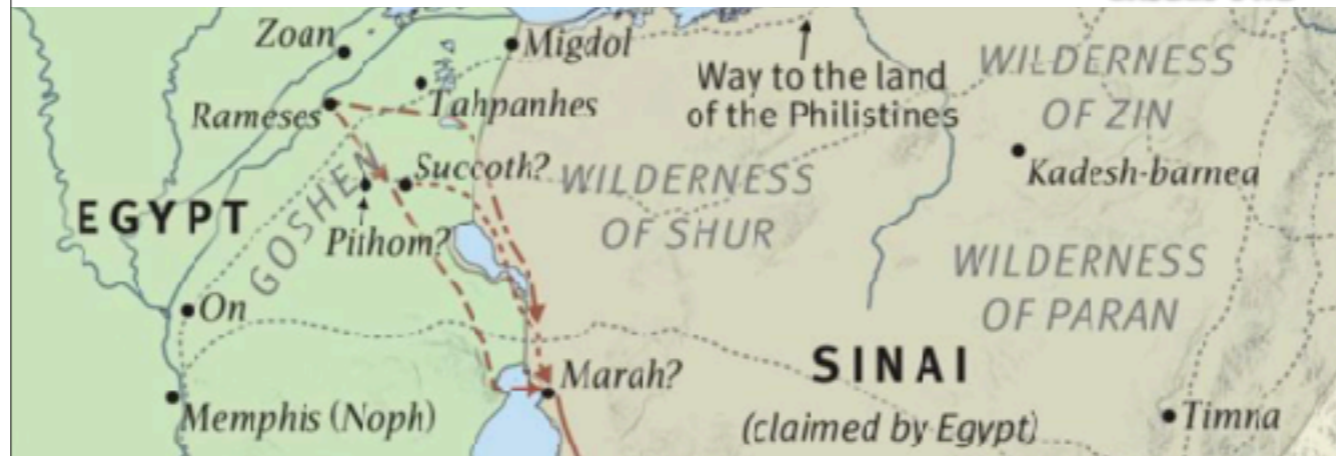 Zoan
Migdol
Way to the land
of the Philistines
WILDERNESS
OF ZIN
Rameses
Tahpanhes
Kadesh-barnea
EGYPT
GOSHEN
Succoth?
Pithom?
WILDERNESS
OF SHUR
WILDERNESS
OF PARAN
On
SINAI
(claimed by Egypt)
Marah?
Memphis (Noph)
Timna